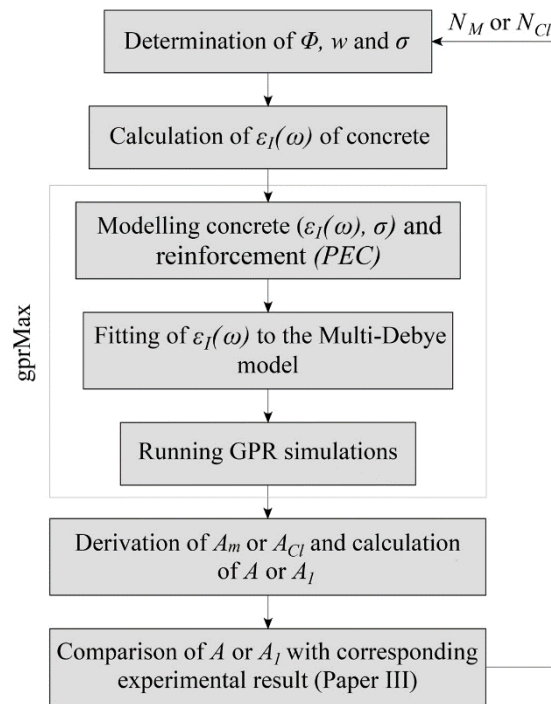 Determination of Φ, w and σ
N_M or N_Cl
Calculation of ε_I(ω) of concrete
gprMax
Modelling concrete (ε_I(ω), σ) and
reinforcement (PEC)
Fitting of ε_I(ω) to the Multi-Debye
model
Running GPR simulations
Derivation of A_m or A_Cl and calculation
of A or A_I
Comparison of A or A_I with corresponding
experimental result (Paper III)